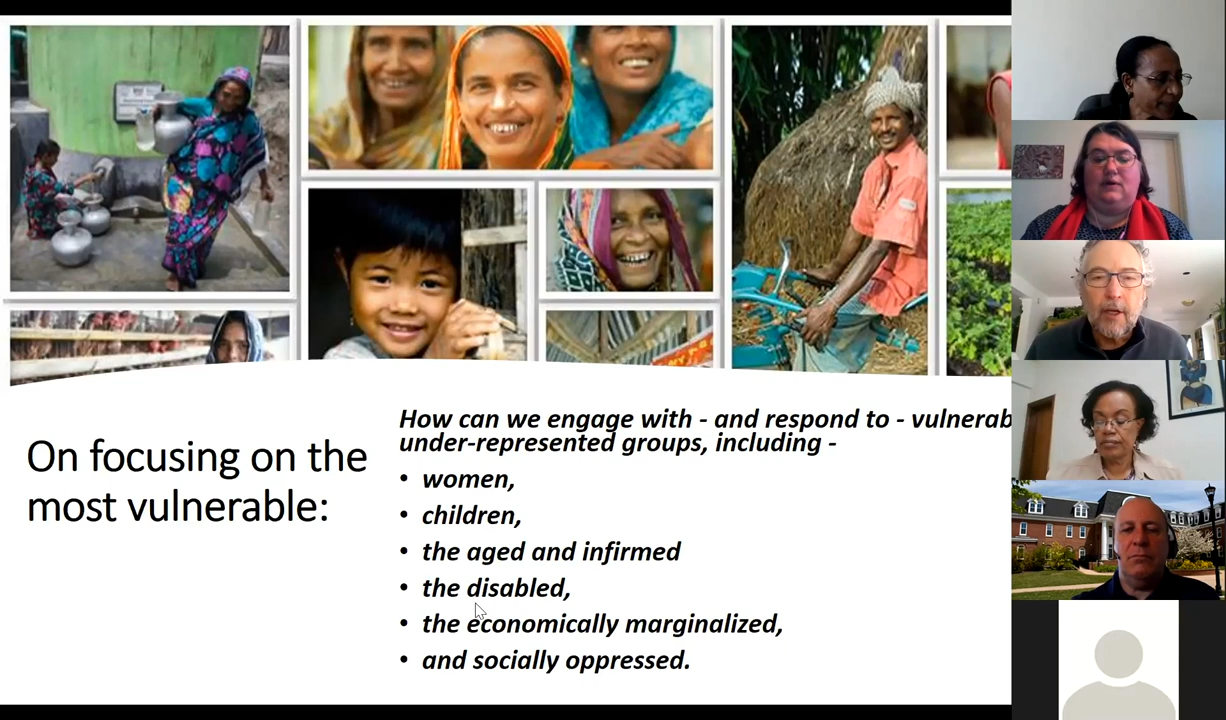 On focusing on the
most vulnerable:
How can we engage with - and respond to - vulnerab
under-represented groups, including -
• women,
• children,
• the aged and infirmed
• the disabled,
• the economically marginalized,
• and socially oppressed.